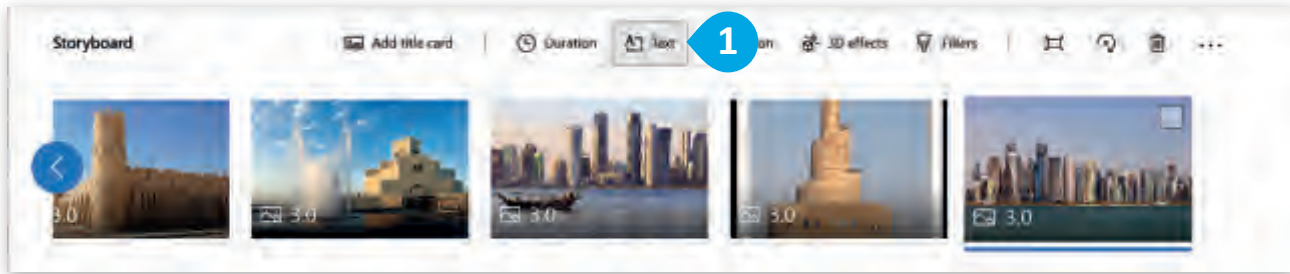 Storyboard Add title card Duration Text 1 on 3D effects Filters ...
3.0 3.0 3.0 3.0 3.0